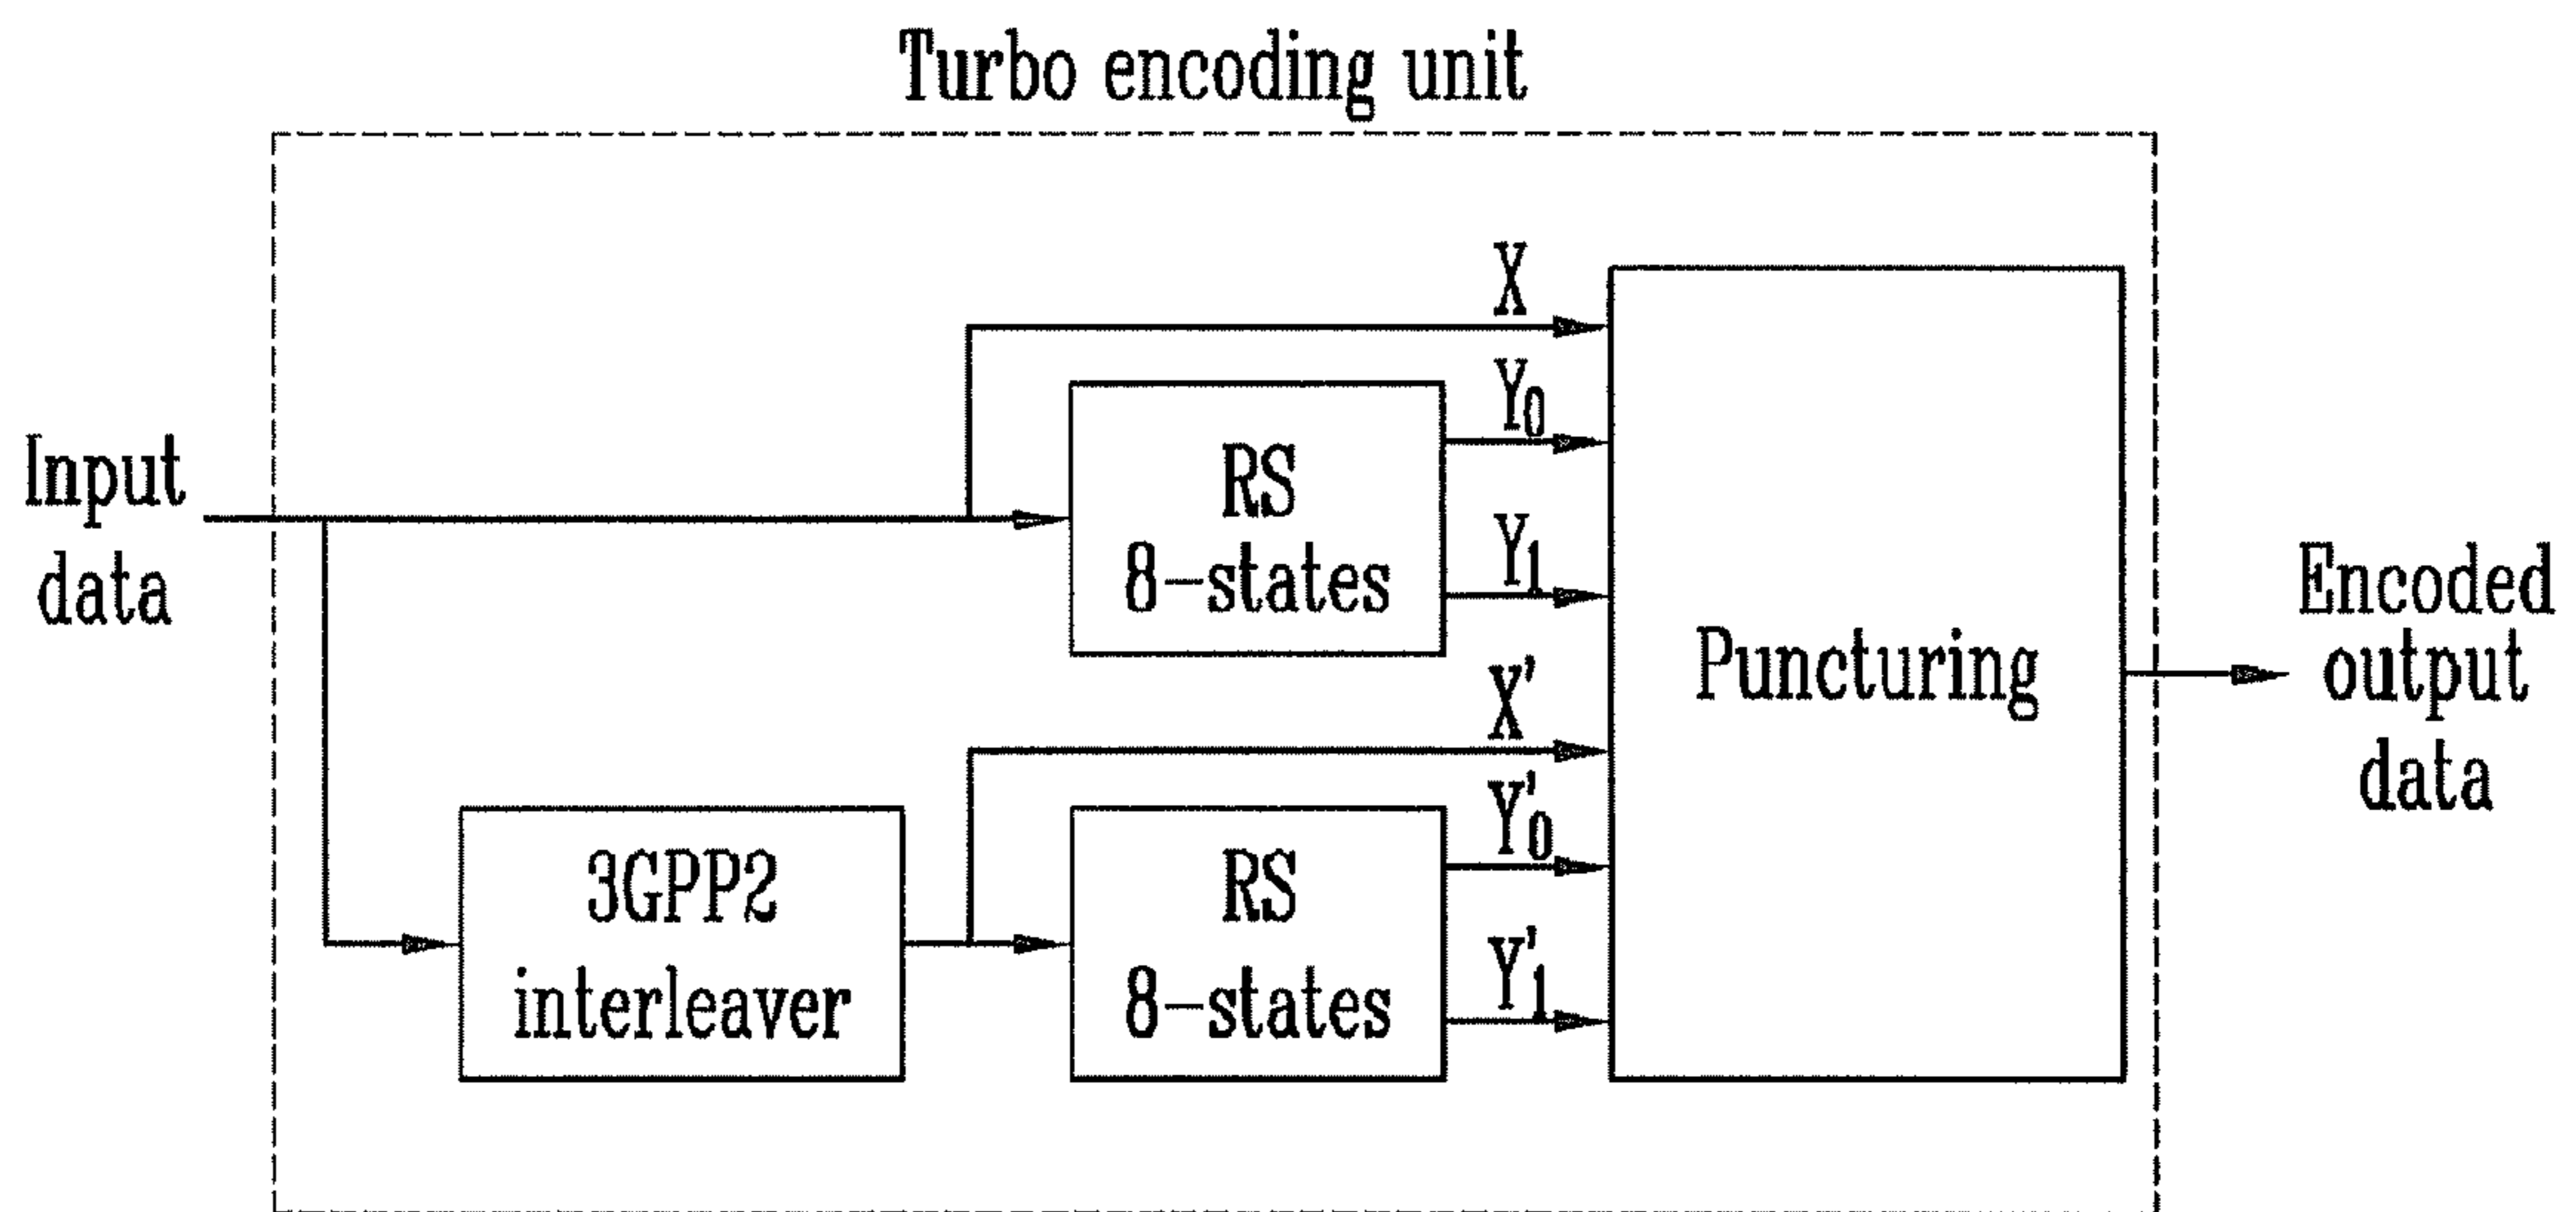 Turbo encoding unit
Input
data
X
Y0
RS
8-states
Y1
X'
Y'0
3GPP2
interleaver
RS
8-states
Y'1
Puncturing
Encoded
output
data